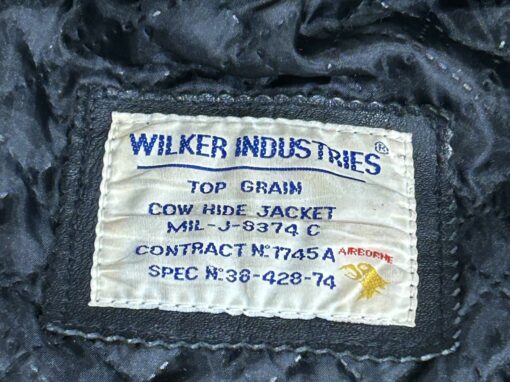 WILKER INDUSTRIES®
TOP GRAIN
COW HIDE JACKET
MIL-J-8374 C
CONTRACT Nº 1745 A
AIRBORNE
SPEC Nº 38-428-74